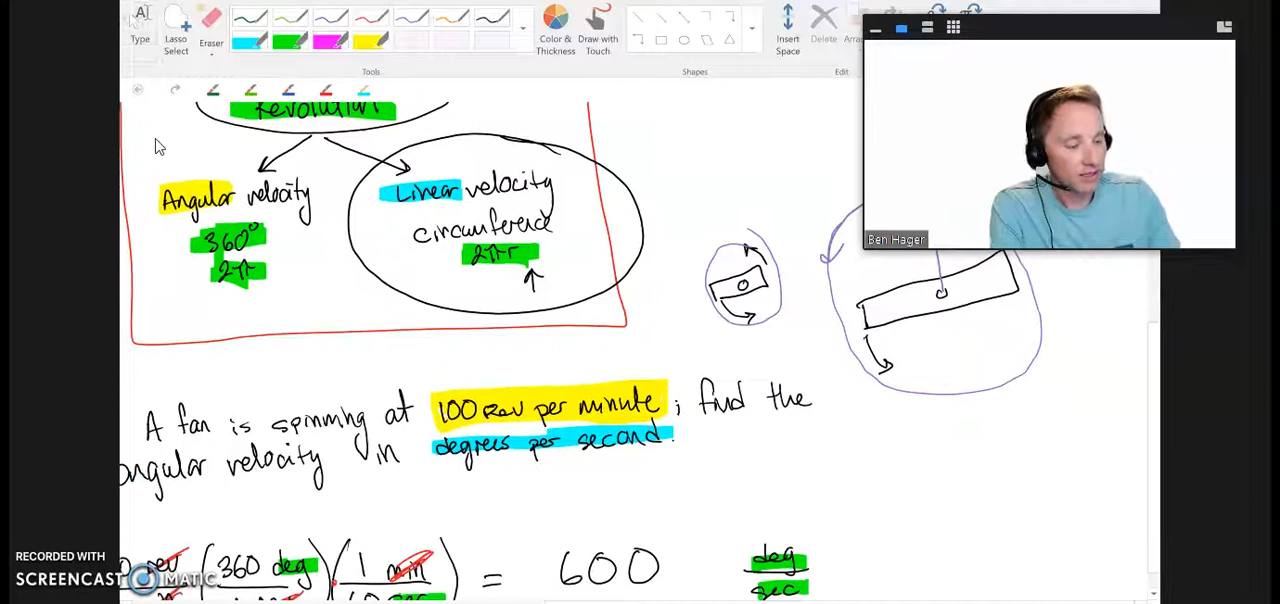 Type
Lasso
Select
Eraser
Color &
Thickness
Draw with
Touch
Insert
Space
Delete
Tools
Shapes
Edit
Revolution
Angular velocity
360°
2π
Linear velocity
circumference
2πr
Ben Hager
A fan is spinning at 100 rev per minute; find the
angular velocity in degrees per second.
rev (360 deg) (1 min) = 600 deg
sec
RECORDED WITH
SCREENCAST MATIC